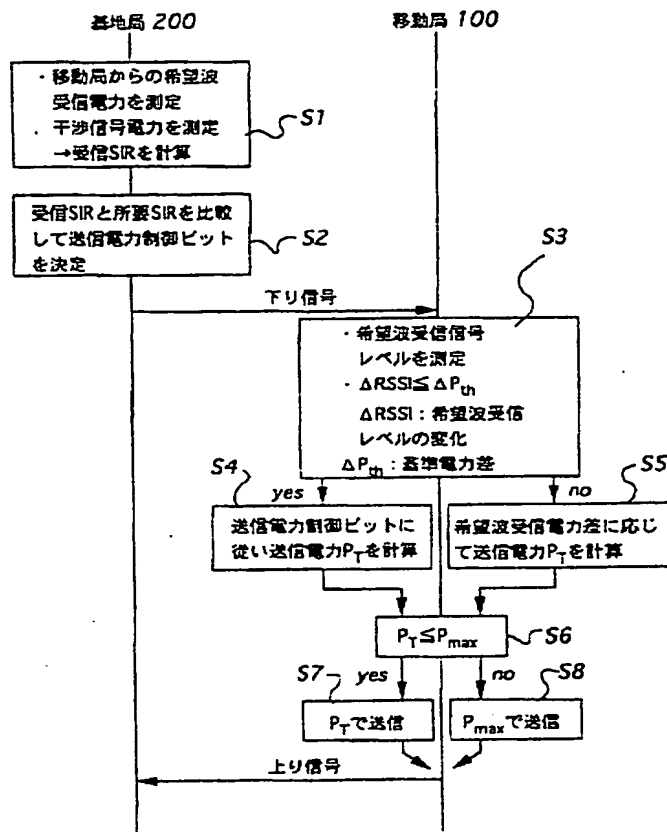 基地局 200
移動局 100
・移動局からの希望波
受信電力を測定
・干渉信号電力を測定
→受信SIRを計算
S1
受信SIRと所要SIRを比較
して送信電力制御ビット
を決定
S2
下り信号
S3
・希望波受信信号
レベルを測定
・ΔRSSI≦ΔPth
ΔRSSI：希望波受信
レベルの変化
ΔPth：基準電力差
S4
yes
no
S5
送信電力制御ビットに
従い送信電力PTを計算
希望波受信電力差に応じ
て送信電力PTを計算
PT≦Pmax
S6
S7
yes
no
S8
PTで送信
Pmaxで送信
上り信号